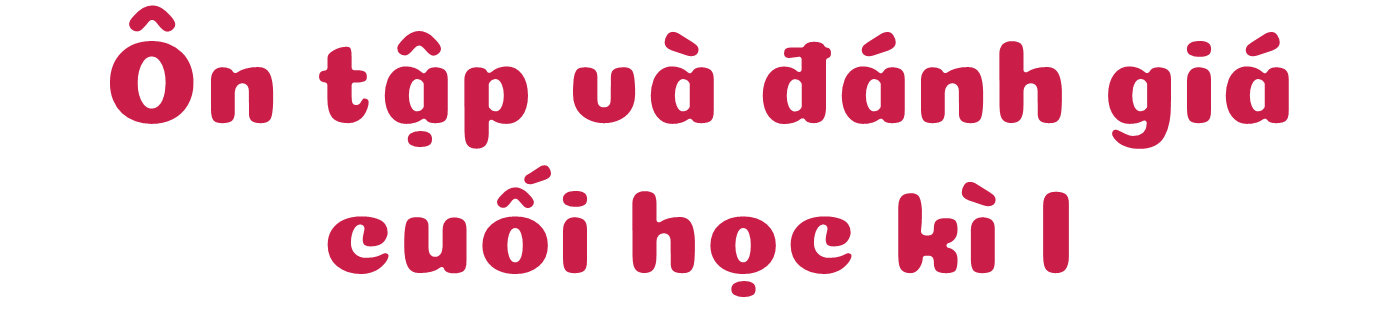 Ôn tập và đánh giá
cuối học kì I